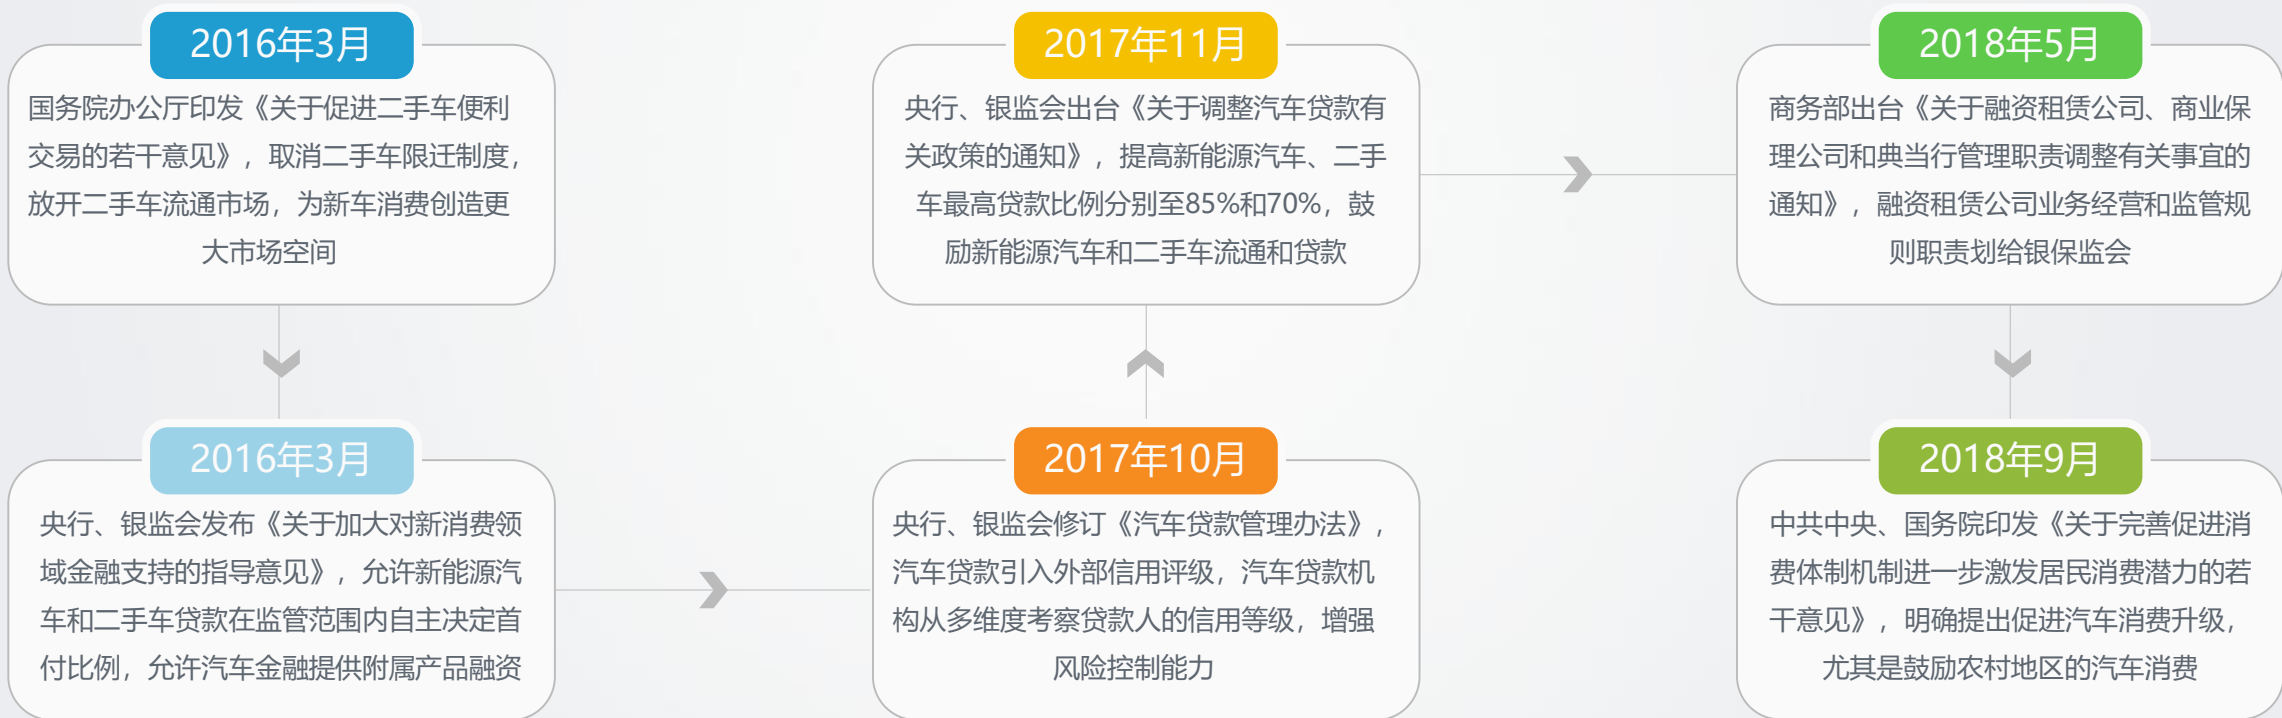 2016年3月
国务院办公厅印发《关于促进二手车便利
交易的若干意见》，取消二手车限迁制度，
放开二手车流通市场，为新车消费创造更
大市场空间
2016年3月
央行、银监会发布《关于加大对新消费领
域金融支持的指导意见》，允许新能源汽
车和二手车贷款在监管范围内自主决定首
付比例，允许汽车金融提供附属产品融资
2017年10月
央行、银监会修订《汽车贷款管理办法》，
汽车贷款引入外部信用评级，汽车贷款机
构从多维度考察贷款人的信用等级，增强
风险控制能力
2017年11月
央行、银监会出台《关于调整汽车贷款有
关政策的通知》，提高新能源汽车、二手
车最高贷款比例分别至85%和70%，鼓
励新能源汽车和二手车流通和贷款
2018年5月
商务部出台《关于融资租赁公司、商业保
理公司和典当行管理职责调整有关事宜的
通知》，融资租赁公司业务经营和监管规
则职责划给银保监会
2018年9月
中共中央、国务院印发《关于完善促进消
费体制机制进一步激发居民消费潜力的若
干意见》，明确提出促进汽车消费升级，
尤其是鼓励农村地区的汽车消费